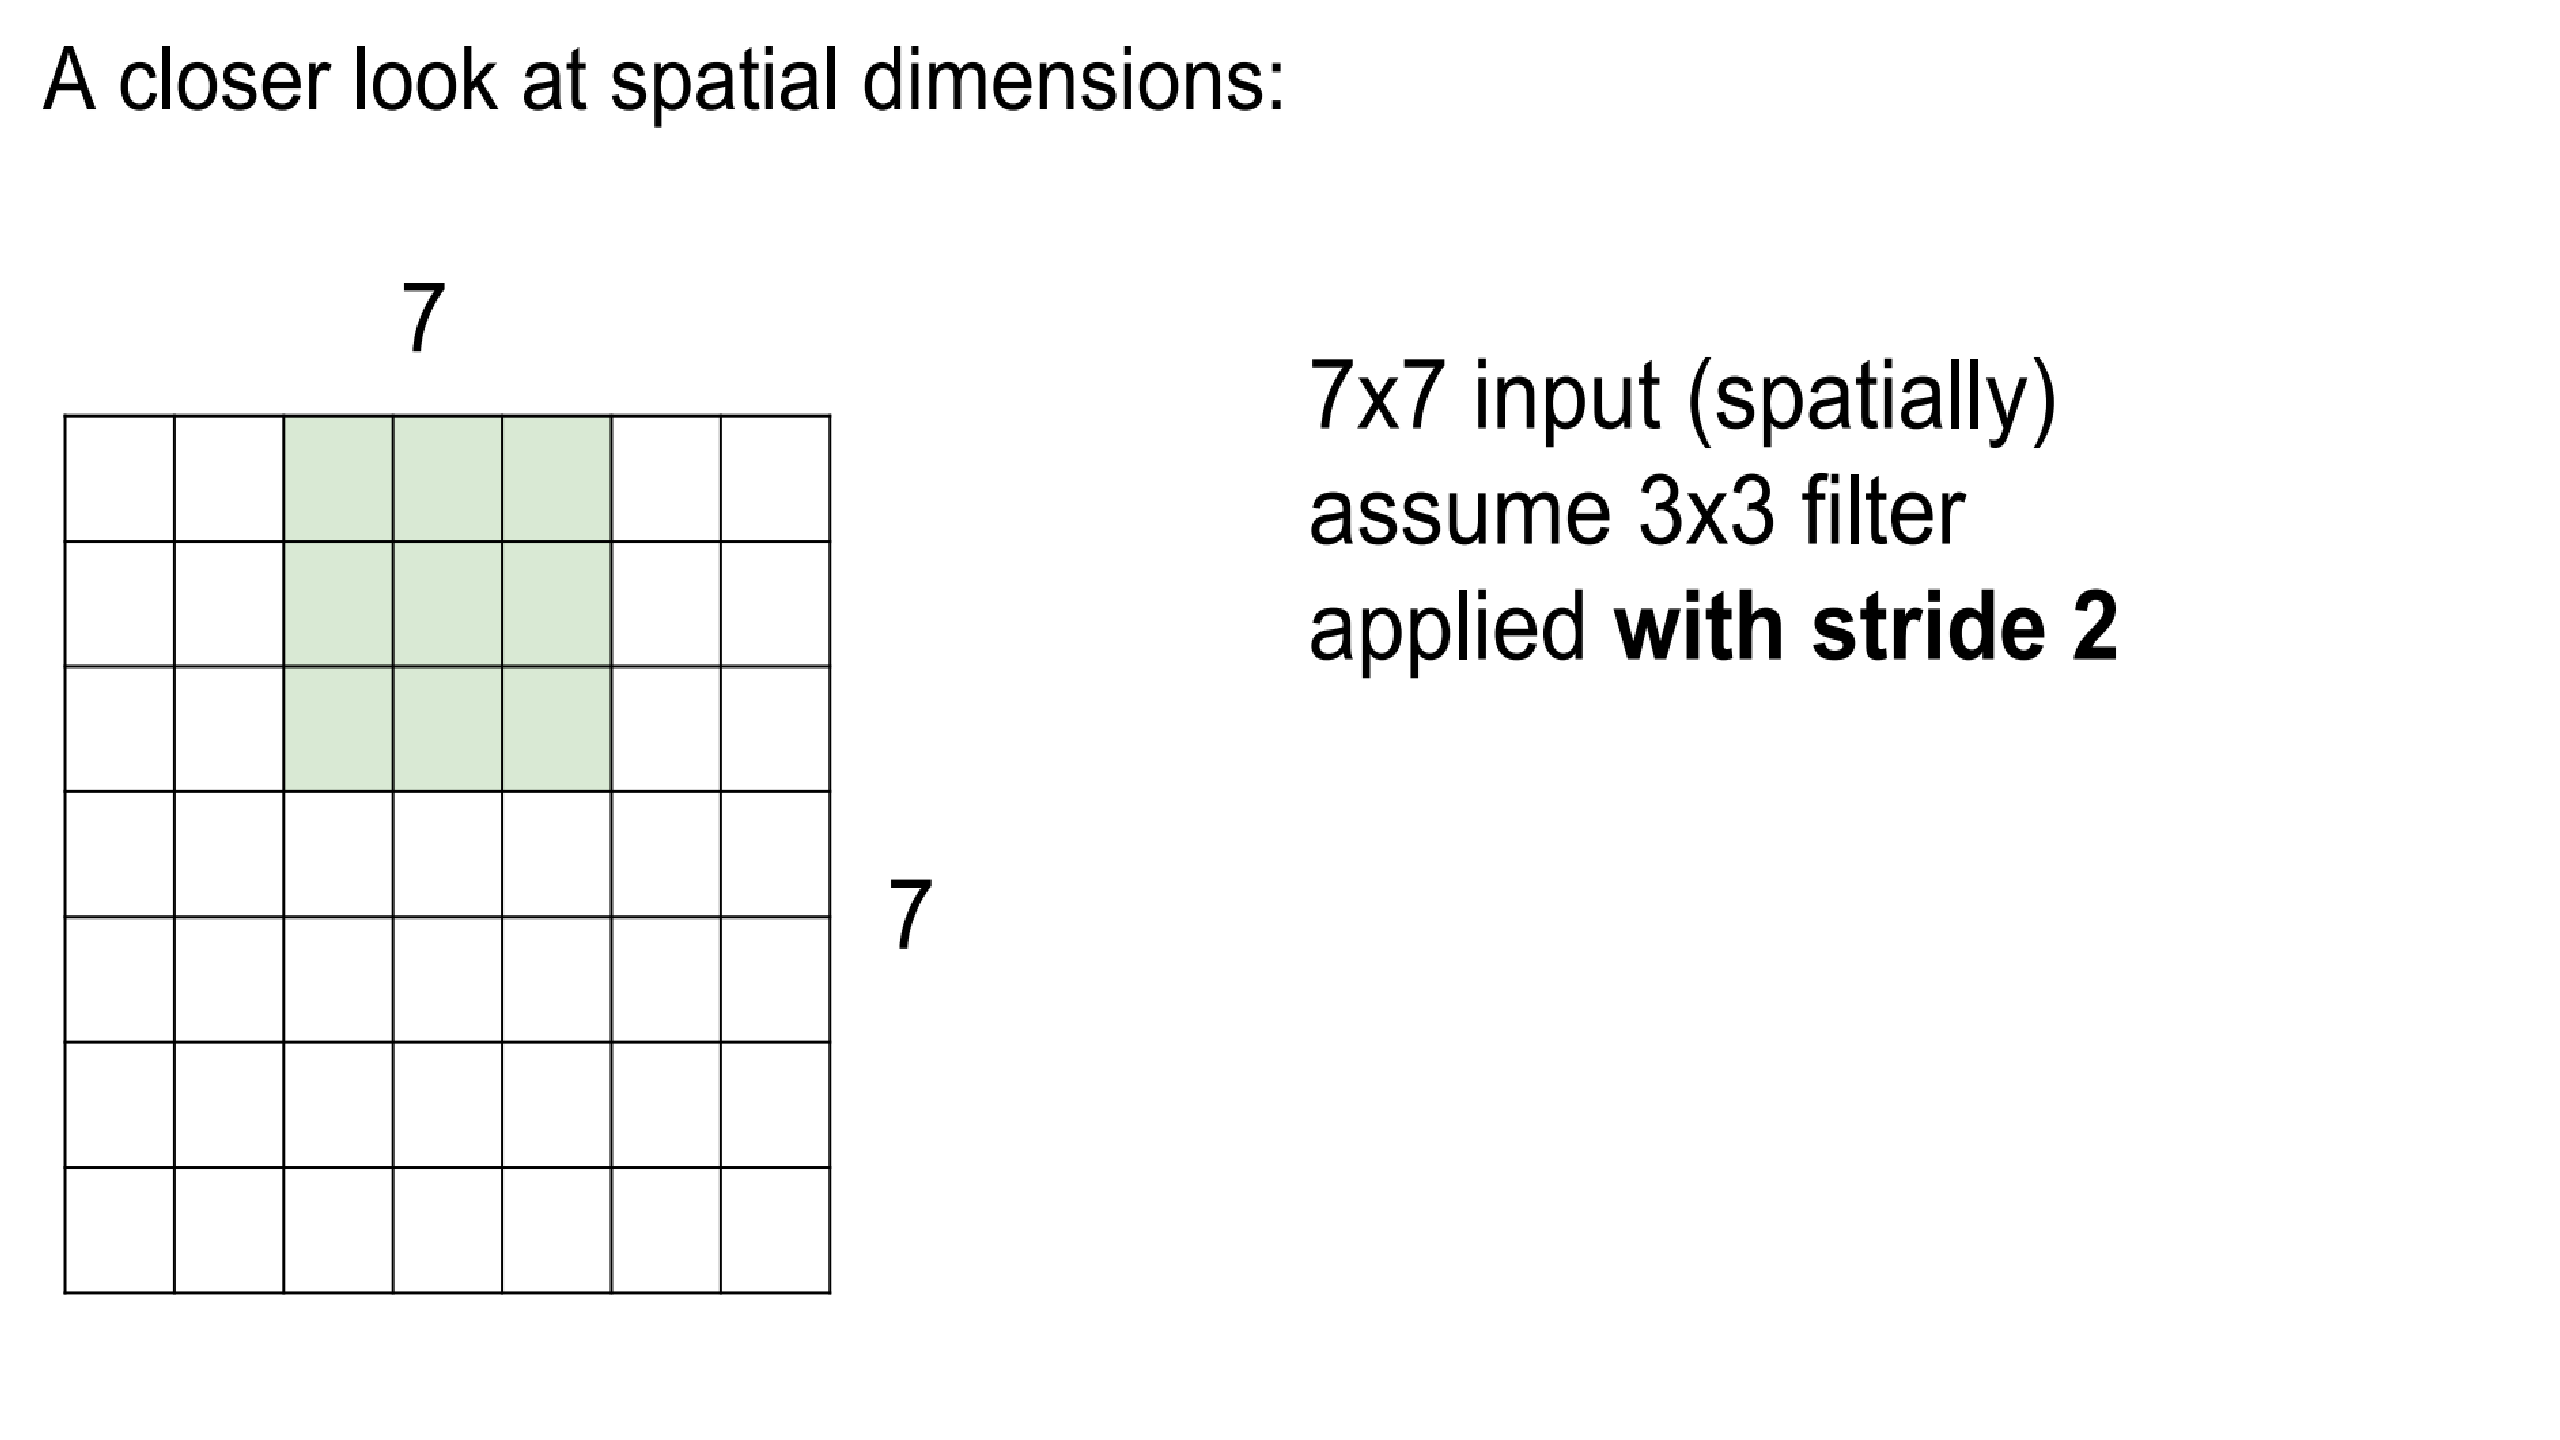 A closer look at spatial dimensions:
7
7x7 input (spatially)
assume 3x3 filter
applied with stride 2
7